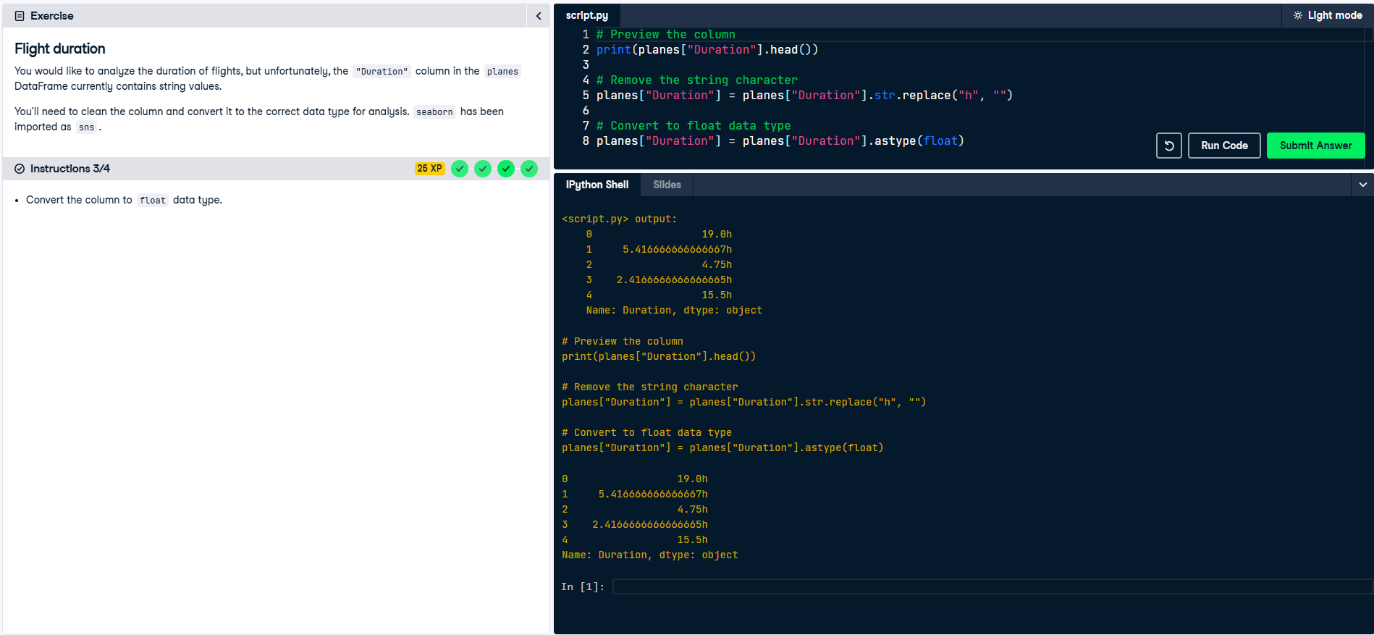 Exercise
Flight duration
You would like to analyze the duration of flights, but unfortunately, the "Duration" column in the planes
DataFrame currently contains string values.
You'll need to clean the column and convert it to the correct data type for analysis. seaborn has been
imported as sns .
Instructions 3/4
25 XP
• Convert the column to float data type.
script.py
Light mode
1 # Preview the column
2 print(planes["Duration"].head())
3
4 # Remove the string character
5 planes["Duration"] = planes["Duration"].str.replace("h", "")
6
7 # Convert to float data type
8 planes["Duration"] = planes["Duration"].astype(float)
Run Code
Submit Answer
IPython Shell
Slides
<script.py> output:
0 19.0h
1 5.416666666666667h
2 4.75h
3 2.4166666666666665h
4 15.5h
Name: Duration, dtype: object
# Preview the column
print(planes["Duration"].head())
# Remove the string character
planes["Duration"] = planes["Duration"].str.replace("h", "")
# Convert to float data type
planes["Duration"] = planes["Duration"].astype(float)
0 19.0h
1 5.416666666666667h
2 4.75h
3 2.4166666666666665h
4 15.5h
Name: Duration, dtype: object
In [1]: